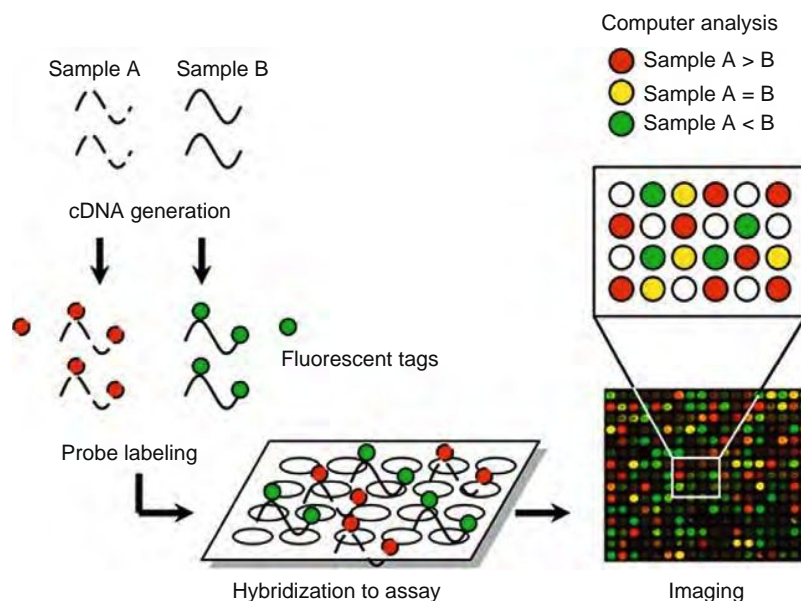 Computer analysis
Sample A > B
Sample A = B
Sample A < B
Sample A
Sample B
cDNA generation
Fluorescent tags
Probe labeling
Hybridization to assay
Imaging